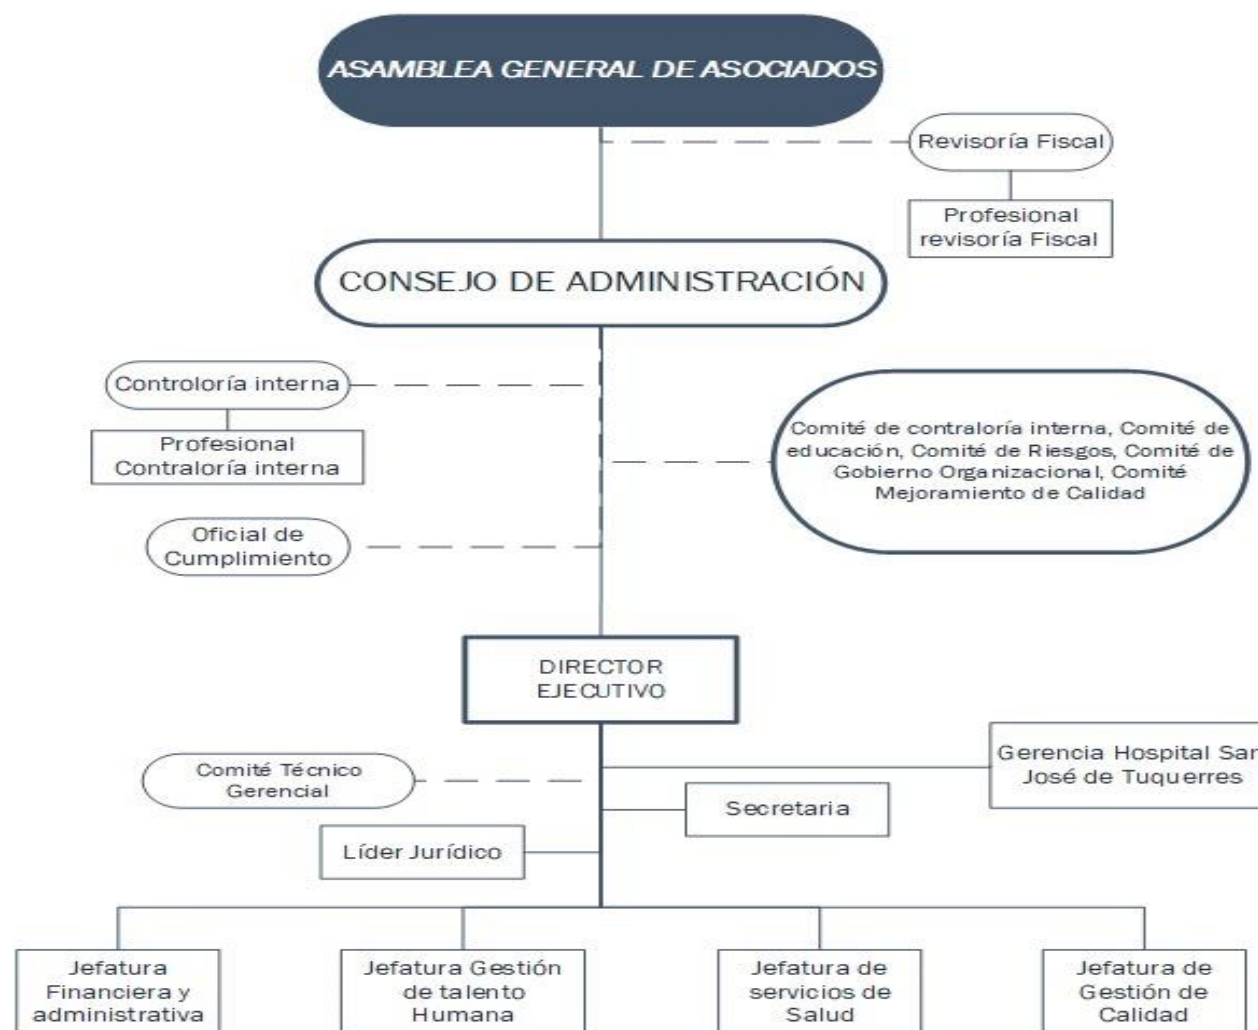 ASAMBLEA GENERAL DE ASOCIADOS
Revisoría Fiscal
Profesional
revisoría Fiscal
CONSEJO DE ADMINISTRACIÓN
Controloría interna
Profesional
Contraloría interna
Comité de contraloría interna, Comité de
educación, Comité de Riesgos, Comité de
Gobierno Organizacional, Comité
Mejoramiento de Calidad
Oficial de
Cumplimiento
DIRECTOR
EJECUTIVO
Gerencia Hospital San
José de Tuquerres
Comité Técnico
Gerencial
Secretaria
Líder Jurídico
Jefatura
Financiera y
administrativa
Jefatura Gestión
de talento
Humana
Jefatura de
servicios de
Salud
Jefatura de
Gestión de
Calidad